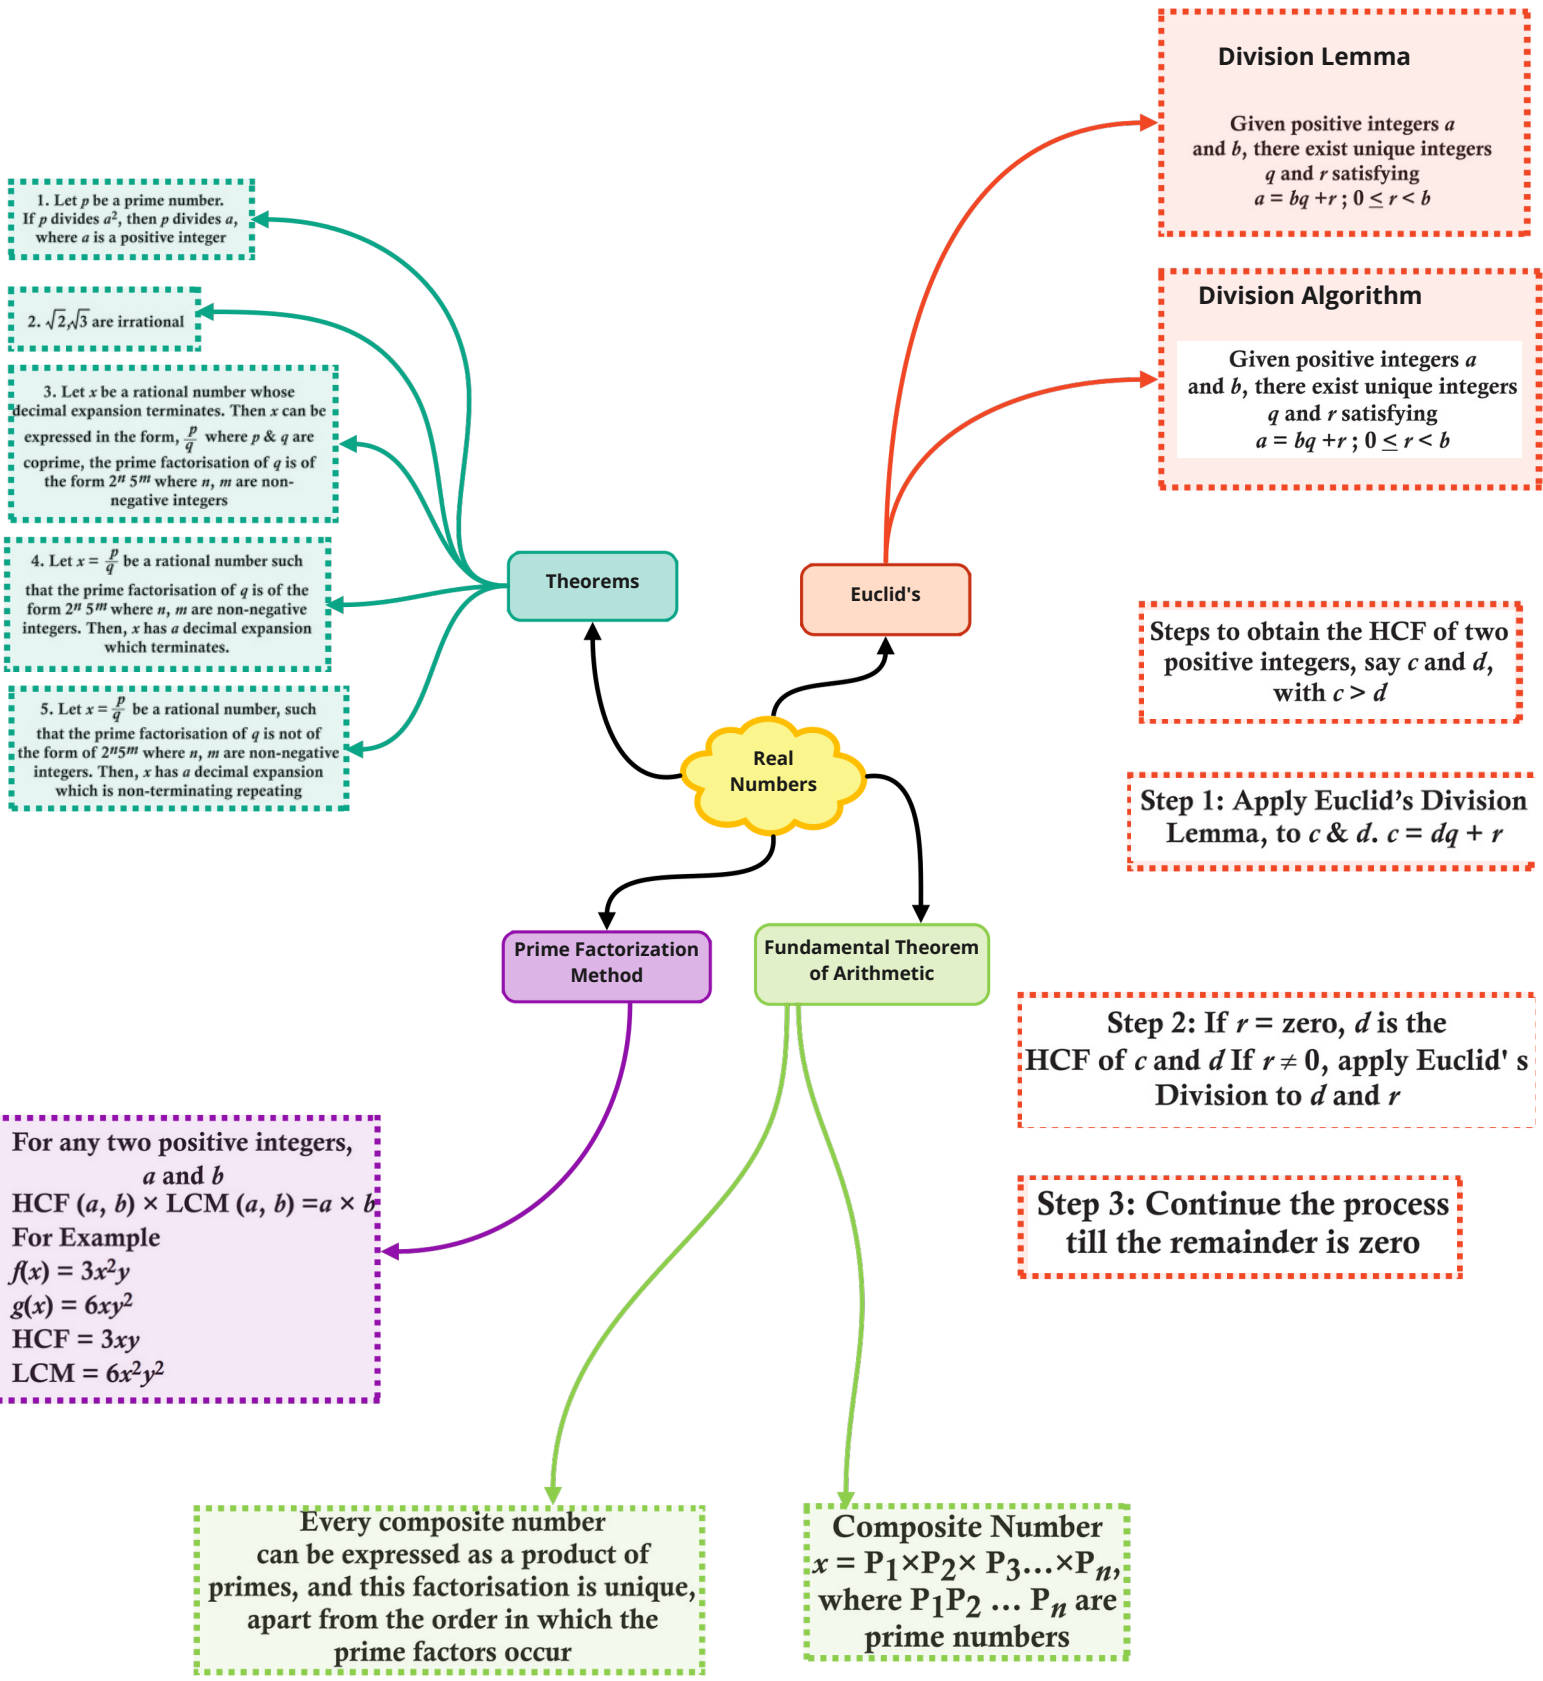 Division Lemma
Given positive integers a
and b, there exist unique integers
q and r satisfying
a = bq +r ; 0 ≤ r < b
Division Algorithm
Given positive integers a
and b, there exist unique integers
q and r satisfying
a = bq +r ; 0 ≤ r < b
1. Let p be a prime number.
If p divides a², then p divides a,
where a is a positive integer
2. √2,√3 are irrational
3. Let x be a rational number whose
decimal expansion terminates. Then x can be
expressed in the form, p/q where p & q are
coprime, the prime factorisation of q is of
the form 2ⁿ 5ᵐ where n, m are non-
negative integers
4. Let x = p/q be a rational number such
that the prime factorisation of q is of the
form 2ⁿ 5ᵐ where n, m are non-negative
integers. Then, x has a decimal expansion
which terminates.
5. Let x = p/q be a rational number, such
that the prime factorisation of q is not of
the form of 2ⁿ5ᵐ where n, m are non-negative
integers. Then, x has a decimal expansion
which is non-terminating repeating
Theorems
Euclid's
Steps to obtain the HCF of two
positive integers, say c and d,
with c > d
Real
Numbers
Step 1: Apply Euclid’s Division
Lemma, to c & d. c = dq + r
Prime Factorization
Method
Fundamental Theorem
of Arithmetic
Step 2: If r = zero, d is the
HCF of c and d If r ≠ 0, apply Euclid' s
Division to d and r
Step 3: Continue the process
till the remainder is zero
For any two positive integers,
a and b
HCF (a, b) × LCM (a, b) =a × b
For Example
f(x) = 3x²y
g(x) = 6xy²
HCF = 3xy
LCM = 6x²y²
Every composite number
can be expressed as a product of
primes, and this factorisation is unique,
apart from the order in which the
prime factors occur
Composite Number
x = P₁×P₂× P₃...×Pₙ,
where P₁P₂ ... Pₙ are
prime numbers